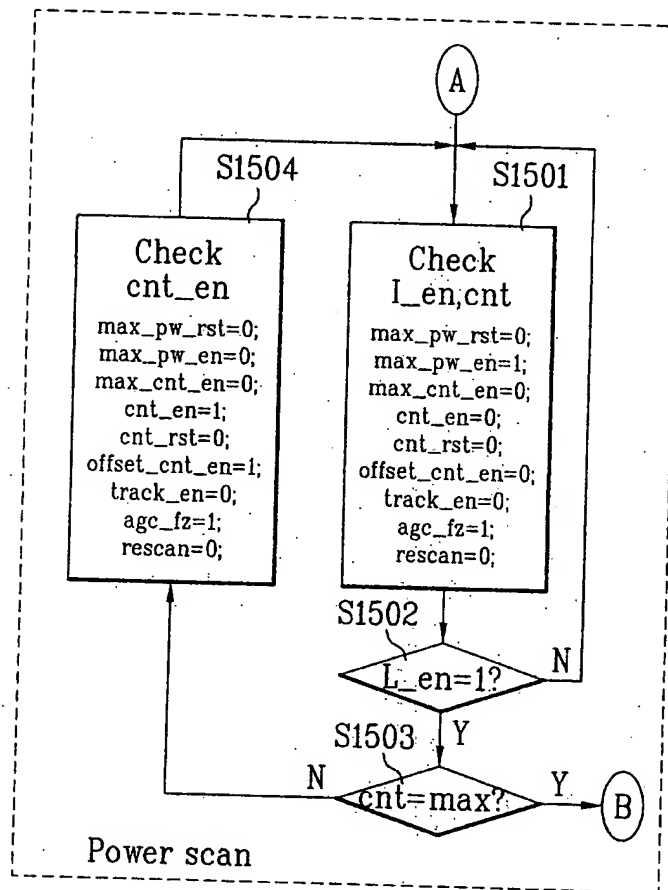 A
S1504
Check
cnt_en
max_pw_rst=0;
max_pw_en=0;
max_cnt_en=0;
cnt_en=1;
cnt_rst=0;
offset_cnt_en=1;
track_en=0;
agc_fz=1;
rescan=0;
S1501
Check
I_en,cnt
max_pw_rst=0;
max_pw_en=1;
max_cnt_en=0;
cnt_en=0;
cnt_rst=0;
offset_cnt_en=0;
track_en=0;
agc_fz=1;
rescan=0;
S1502
L_en=1?
N
Y
S1503
cnt=max?
N
Y
B
Power scan